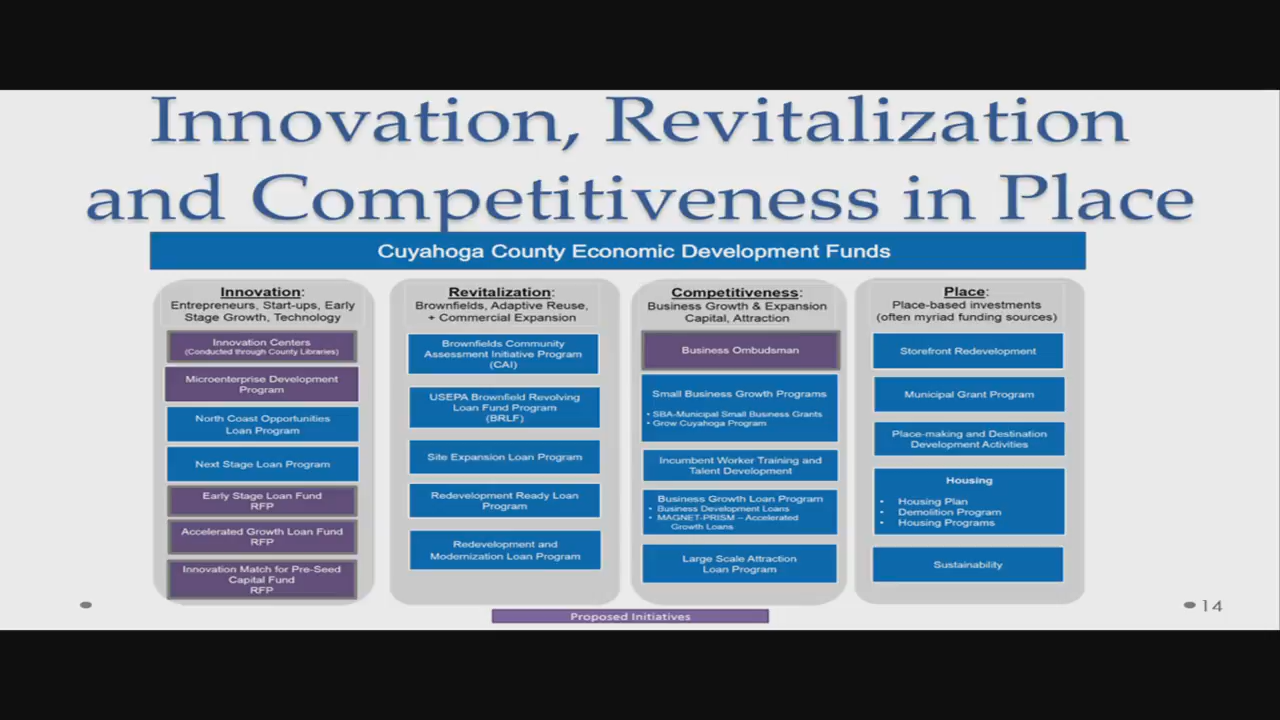 Innovation, Revitalization
and Competitiveness in Place
Cuyahoga County Economic Development Funds
Innovation:
Entrepreneurs, Start-ups, Early
Stage Growth, Technology
Innovation Centers
(Conducted through County Libraries)
Microenterprise Development
Program
North Coast Opportunities
Loan Program
Next Stage Loan Program
Early Stage Loan Fund
RFP
Accelerated Growth Loan Fund
RFP
Innovation Match for Pre-Seed
Capital Fund
RFP
Revitalization:
Brownfields, Adaptive Reuse,
+ Commercial Expansion
Brownfields Community
Assessment Initiative Program
(CAI)
USEPA Brownfield Revolving
Loan Fund Program
(BRLF)
Site Expansion Loan Program
Redevelopment Ready Loan
Program
Redevelopment and
Modernization Loan Program
Competitiveness:
Business Growth & Expansion
Capital, Attraction
Business Ombudsman
Small Business Growth Programs
• SBA-Municipal Small Business Grants
• Grow Cuyahoga Program
Incumbent Worker Training and
Talent Development
Business Growth Loan Program
• Business Development Loans
• MAGNET-PRISM – Accelerated
Growth Loans
Large Scale Attraction
Loan Program
Place:
Place-based investments
(often myriad funding sources)
Storefront Redevelopment
Municipal Grant Program
Place-making and Destination
Development Activities
Housing
• Housing Plan
• Demolition Program
• Housing Programs
Sustainability
Proposed Initiatives
14